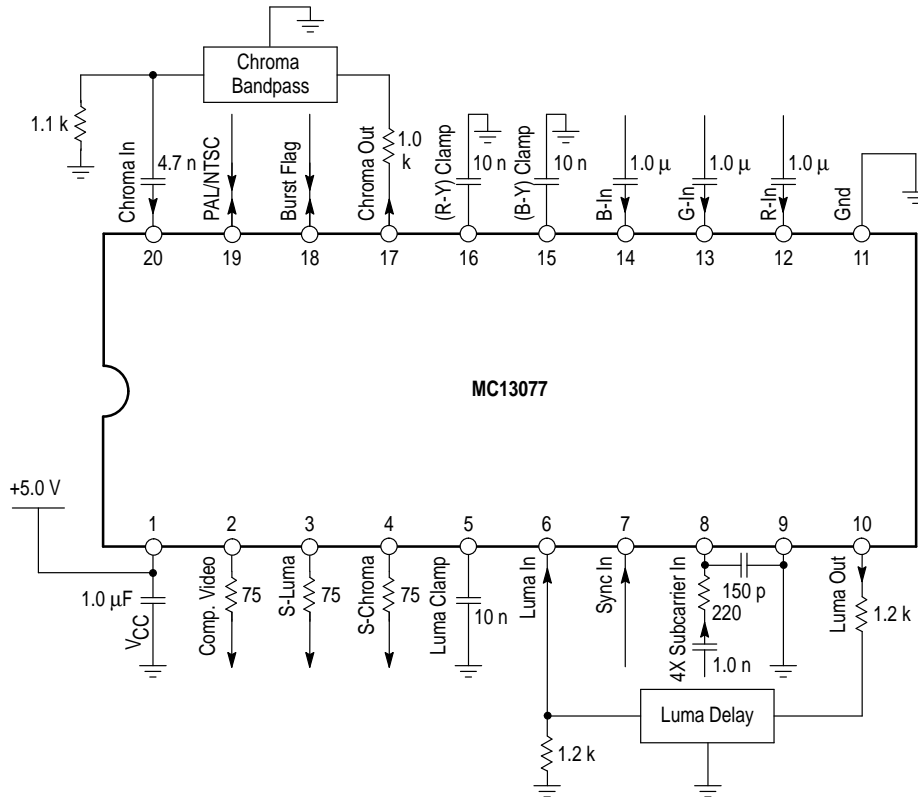 Chroma
Bandpass
1.1 k
Chroma In
4.7 n
PAL/NTSC
Burst Flag
Chroma Out
1.0
k
(R-Y) Clamp
10 n
(B-Y) Clamp
10 n
B-In
1.0 µ
G-In
1.0 µ
R-In
1.0 µ
Gnd
20 19 18 17 16 15 14 13 12 11
MC13077
+5.0 V
1 2 3 4 5 6 7 8 9 10
1.0 µF
VCC
Comp. Video
75
S-Luma
75
S-Chroma
75
Luma Clamp
10 n
Luma In
Sync In
4X Subcarrier In
150 p
220
1.0 n
Luma Out
1.2 k
Luma Delay
1.2 k